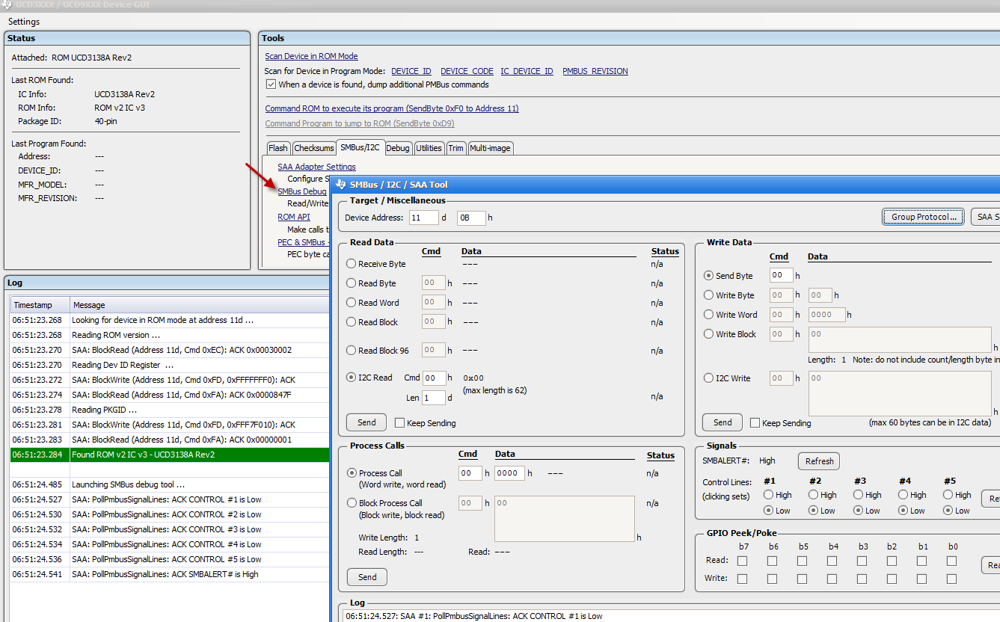 UCD3XXX / UCD9XXX Device GUI
Settings
Status
Attached: ROM UCD3138A Rev2
Last ROM Found:
IC Info: UCD3138A Rev2
ROM Info: ROM v2 IC v3
Package ID: 40-pin
Last Program Found:
Address: ---
DEVICE_ID: ---
MFR_MODEL: ---
MFR_REVISION: ---
Tools
Scan Device in ROM Mode
Scan for Device in Program Mode: DEVICE_ID DEVICE_CODE IC_DEVICE_ID PMBUS_REVISION
When a device is found, dump additional PMBus commands
Command ROM to execute its program (SendByte 0xF0 to Address 11)
Command Program to jump to ROM (SendByte 0xD9)
Flash Checksums SMBus/I2C Debug Utilities Trim Multi-image
SAA Adapter Settings
Configure S
SMBus Debug
Read/Write
ROM API
Make calls t
PEC & SMBus -
PEC byte ca
Log
Timestamp Message
06:51:23.268 Looking for device in ROM mode at address 11d ...
06:51:23.268 Reading ROM version ...
06:51:23.270 SAA: BlockRead (Address 11d, Cmd 0xEC): ACK 0x00030002
06:51:23.270 Reading Dev ID Register ...
06:51:23.272 SAA: BlockWrite (Address 11d, Cmd 0xFD, 0xFFFFFFF0): ACK
06:51:23.274 SAA: BlockRead (Address 11d, Cmd 0xFA): ACK 0x0000847F
06:51:23.278 Reading PKGID ...
06:51:23.281 SAA: BlockWrite (Address 11d, Cmd 0xFD, 0xFFF7F010): ACK
06:51:23.283 SAA: BlockRead (Address 11d, Cmd 0xFA): ACK 0x00000001
06:51:23.284 Found ROM v2 IC v3 - UCD3138A Rev2
06:51:24.485 Launching SMBus debug tool ...
06:51:24.527 SAA: PollPmbusSignalLines: ACK CONTROL #1 is Low
06:51:24.530 SAA: PollPmbusSignalLines: ACK CONTROL #2 is Low
06:51:24.532 SAA: PollPmbusSignalLines: ACK CONTROL #3 is Low
06:51:24.534 SAA: PollPmbusSignalLines: ACK CONTROL #4 is Low
06:51:24.536 SAA: PollPmbusSignalLines: ACK CONTROL #5 is Low
06:51:24.541 SAA: PollPmbusSignalLines: ACK SMBALERT# is High
SMBus / I2C / SAA Tool
Target / Miscellaneous
Device Address: 11 d 0B h Group Protocol... SAA S
Read Data
Cmd Data Status
Receive Byte --- n/a
Read Byte 00 h --- n/a
Read Word 00 h --- n/a
Read Block 00 h --- n/a
Read Block 96 00 h --- n/a
I2C Read Cmd 00 h 0x00
(max length is 62)
Len 1 d n/a
Send Keep Sending
Write Data
Cmd Data
Send Byte 00 h
Write Byte 00 h 00 h
Write Word 00 h 0000 h
Write Block 00 h 00 h
Length: 1 Note: do not include count/length byte in
I2C Write 00 h 00 h
Send Keep Sending (max 60 bytes can be in I2C data)
Process Calls
Cmd Data Status
Process Call 00 h 0000 h --- n/a
(Word write, word read)
Block Process Call 00 h 00 h n/a
(Block write, block read)
Write Length: 1
Read Length: --- Read: ---
Send
Signals
SMBALERT#: High Refresh
Control Lines: #1 #2 #3 #4 #5
(clicking sets) High High High High High Ref
Low Low Low Low Low
GPIO Peek/Poke
b7 b6 b5 b4 b3 b2 b1 b0
Read: Rea
Write:
Log
06:51:24.527: SAA #1: PollPmbusSignalLines: ACK CONTROL #1 is Low